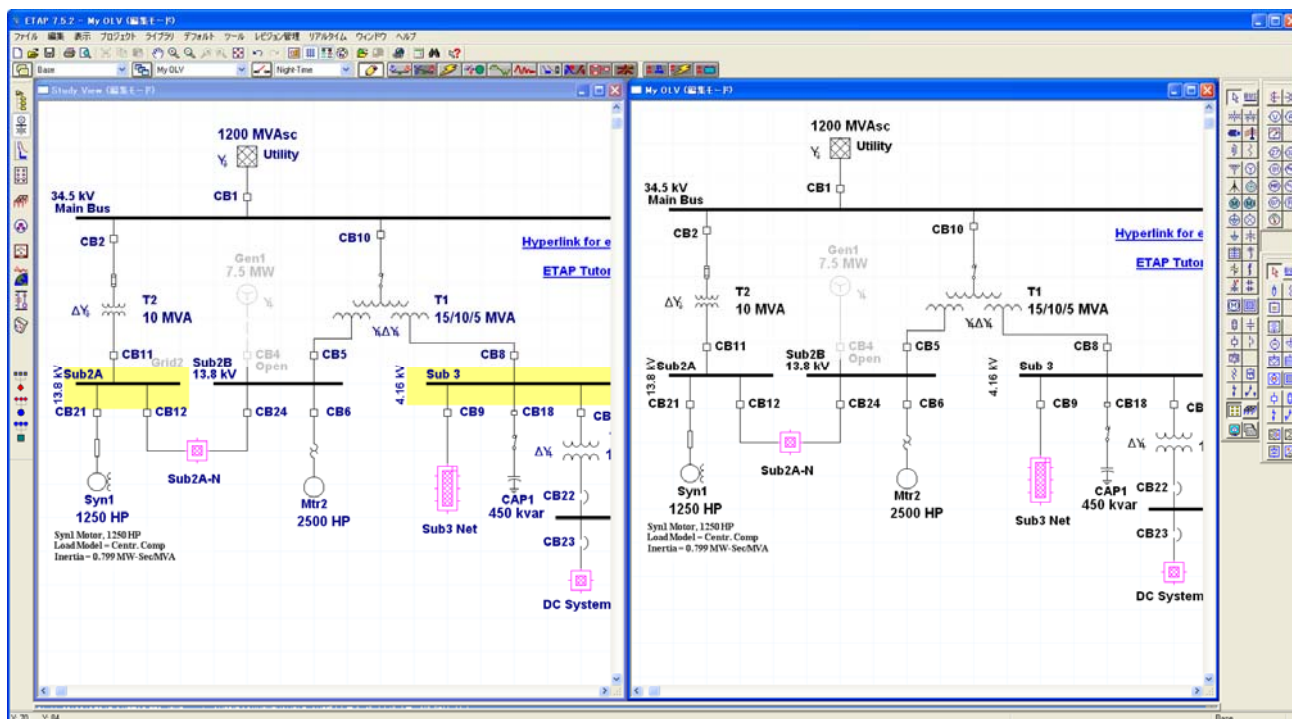 ETAP 7.5.2 - My OLV (編集モード)
ファイル 編集 表示 プロジェクト ライブラリ デフォルト ツール レビジョン管理 リアルタイム ウィンドウ ヘルプ
Base My OLV Night-Time
Study View (編集モード)
1200 MVAsc
Utility
CB1
34.5 kV
Main Bus
CB2
CB10
Hyperlink for e
Gen1
7.5 MW
ETAP Tutor
T2
10 MVA
T1
15/10/5 MVA
CB11
Grid2
Sub2B
13.8 kV
CB4
Open
CB5
CB8
13.8 kV
Sub2A
4.16 kV
Sub 3
CB21
CB12
CB24
CB6
CB9
CB18
CB
Sub2A-N
Syn1
1250 HP
Mtr2
2500 HP
Sub3 Net
CAP1
450 kvar
CB22
CB23
DC System
Syn1 Motor, 1250 HP
Load Model = Centr. Comp
Inertia = 0.799 MW-Sec/MVA
My OLV (編集モード)
1200 MVAsc
Utility
CB1
34.5 kV
Main Bus
CB2
CB10
Hyperlink for e
Gen1
7.5 MW
ETAP Tutor
T2
10 MVA
T1
15/10/5 MVA
CB11
Sub2B
13.8 kV
CB4
Open
CB5
CB8
13.8 kV
Sub2A
4.16 kV
Sub 3
CB21
CB12
CB24
CB6
CB9
CB18
CB
Sub2A-N
Syn1
1250 HP
Mtr2
2500 HP
Sub3 Net
CAP1
450 kvar
CB22
CB23
DC System
Syn1 Motor, 1250 HP
Load Model = Centr. Comp
Inertia = 0.799 MW-Sec/MVA
Base